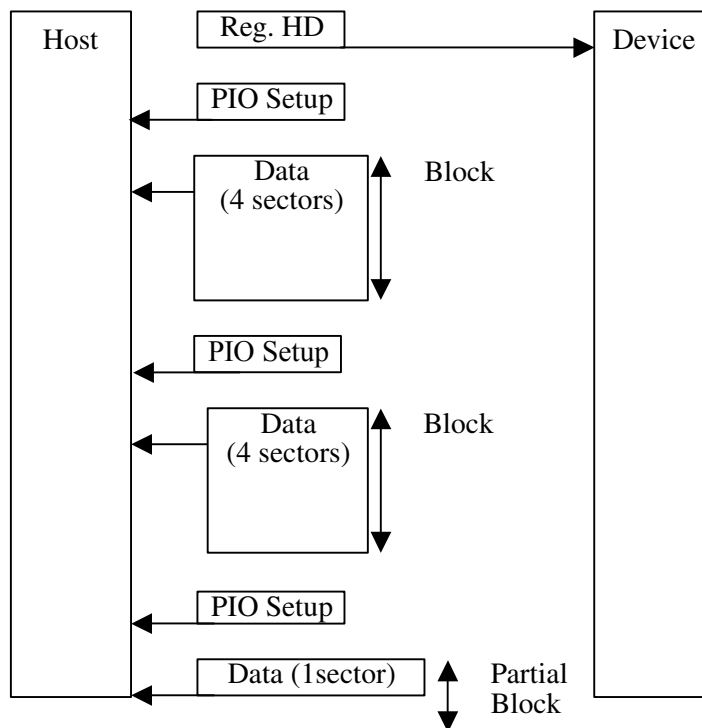 Host
Reg. HD
Device
PIO Setup
Data
(4 sectors)
Block
PIO Setup
Data
(4 sectors)
Block
PIO Setup
Data (1sector)
Partial
Block